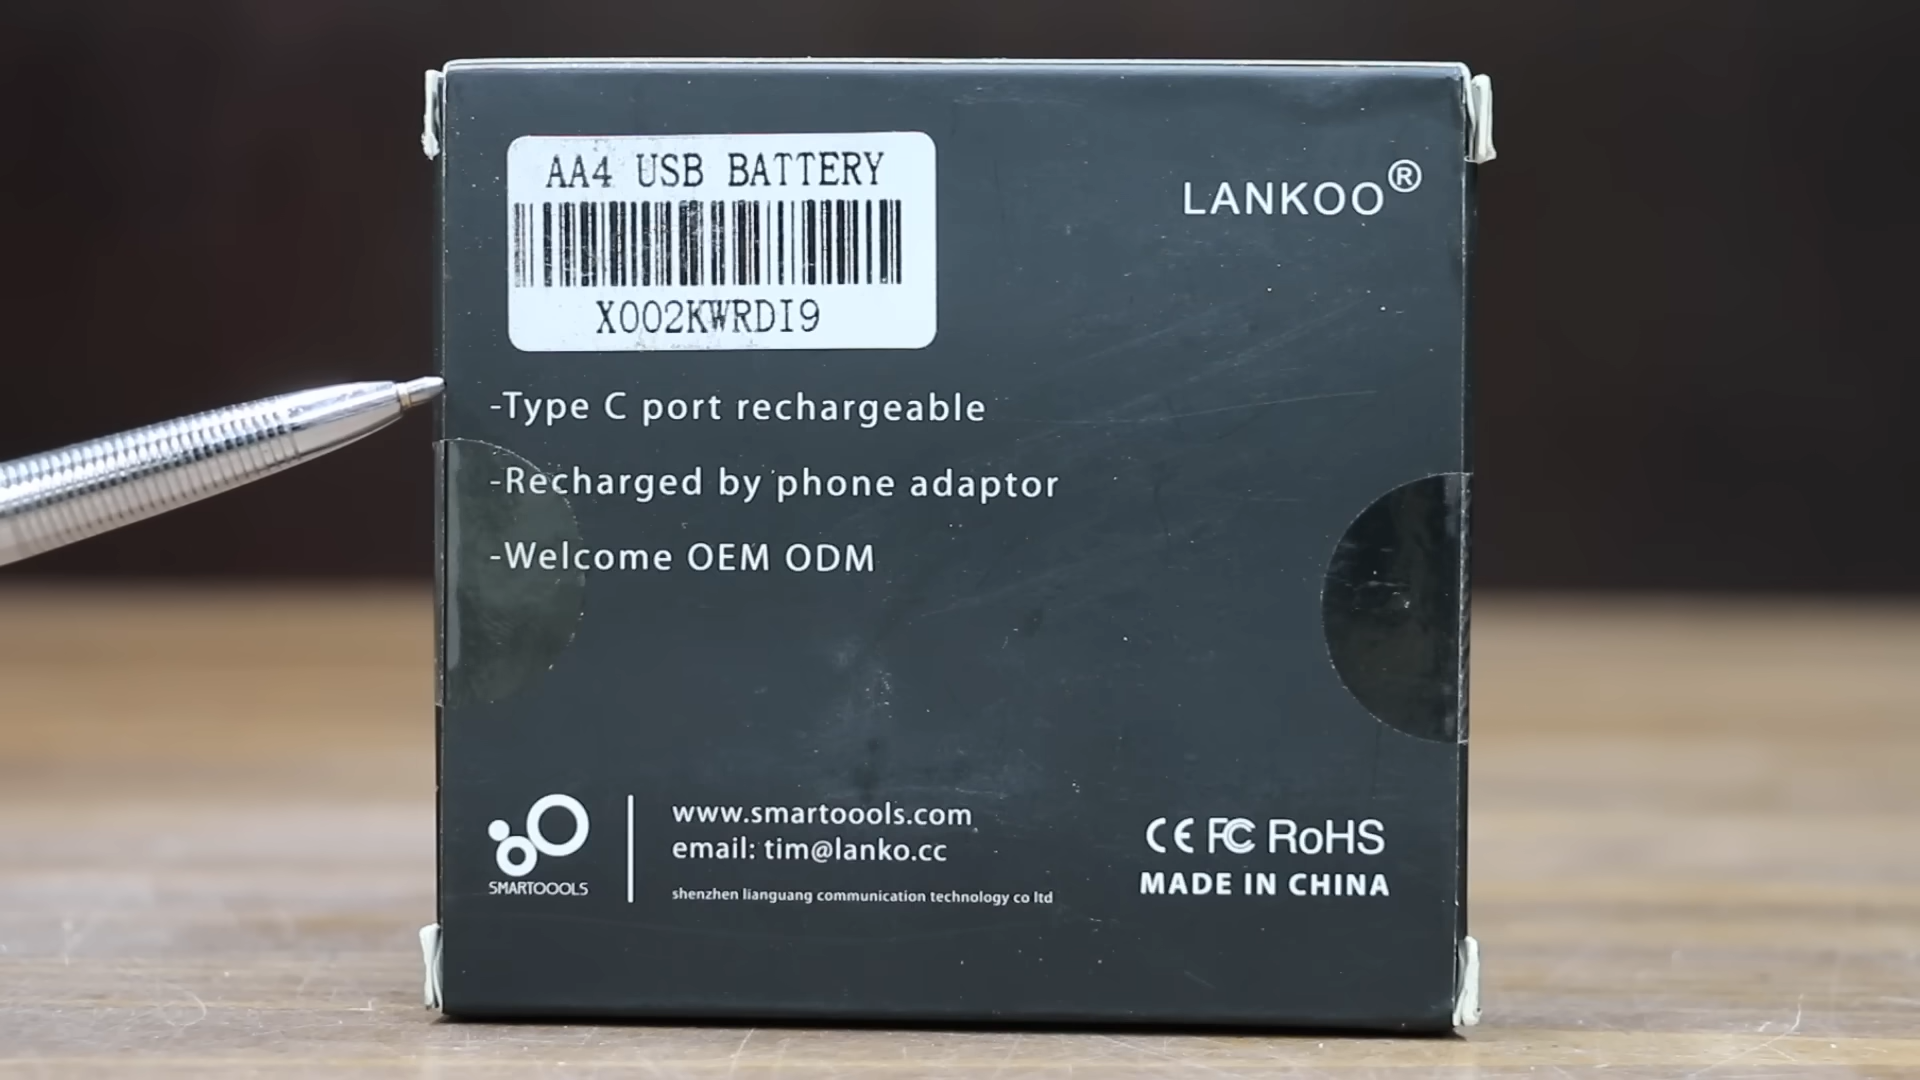 AA4 USB BATTERY
X002KWRDI9
LANKOO®
-Type C port rechargeable
-Recharged by phone adaptor
-Welcome OEM ODM
SMARTOOOLS
www.smartoools.com
email: tim@lanko.cc
shenzhen lianguang communication technology co ltd
CE FC RoHS
MADE IN CHINA